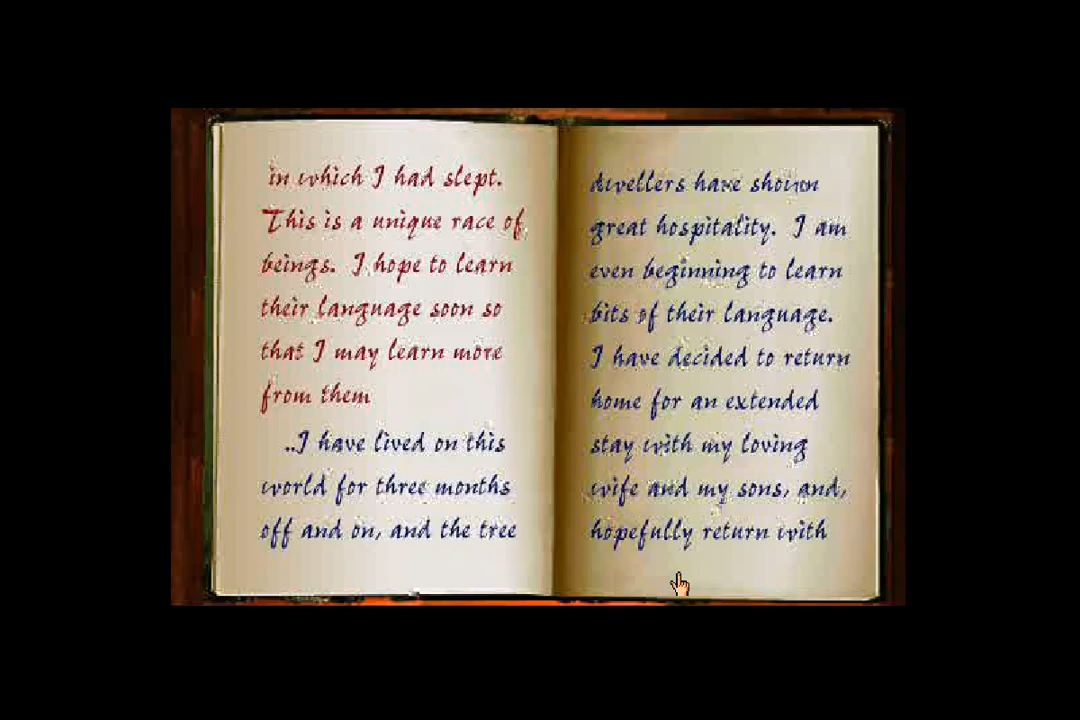 in which I had slept.
This is a unique race of
beings. I hope to learn
their language soon so
that I may learn more
from them
..I have lived on this
world for three months
off and on, and the tree
dwellers have shown
great hospitality. I am
even beginning to learn
bits of their language.
I have decided to return
home for an extended
stay with my loving
wife and my sons, and,
hopefully return with